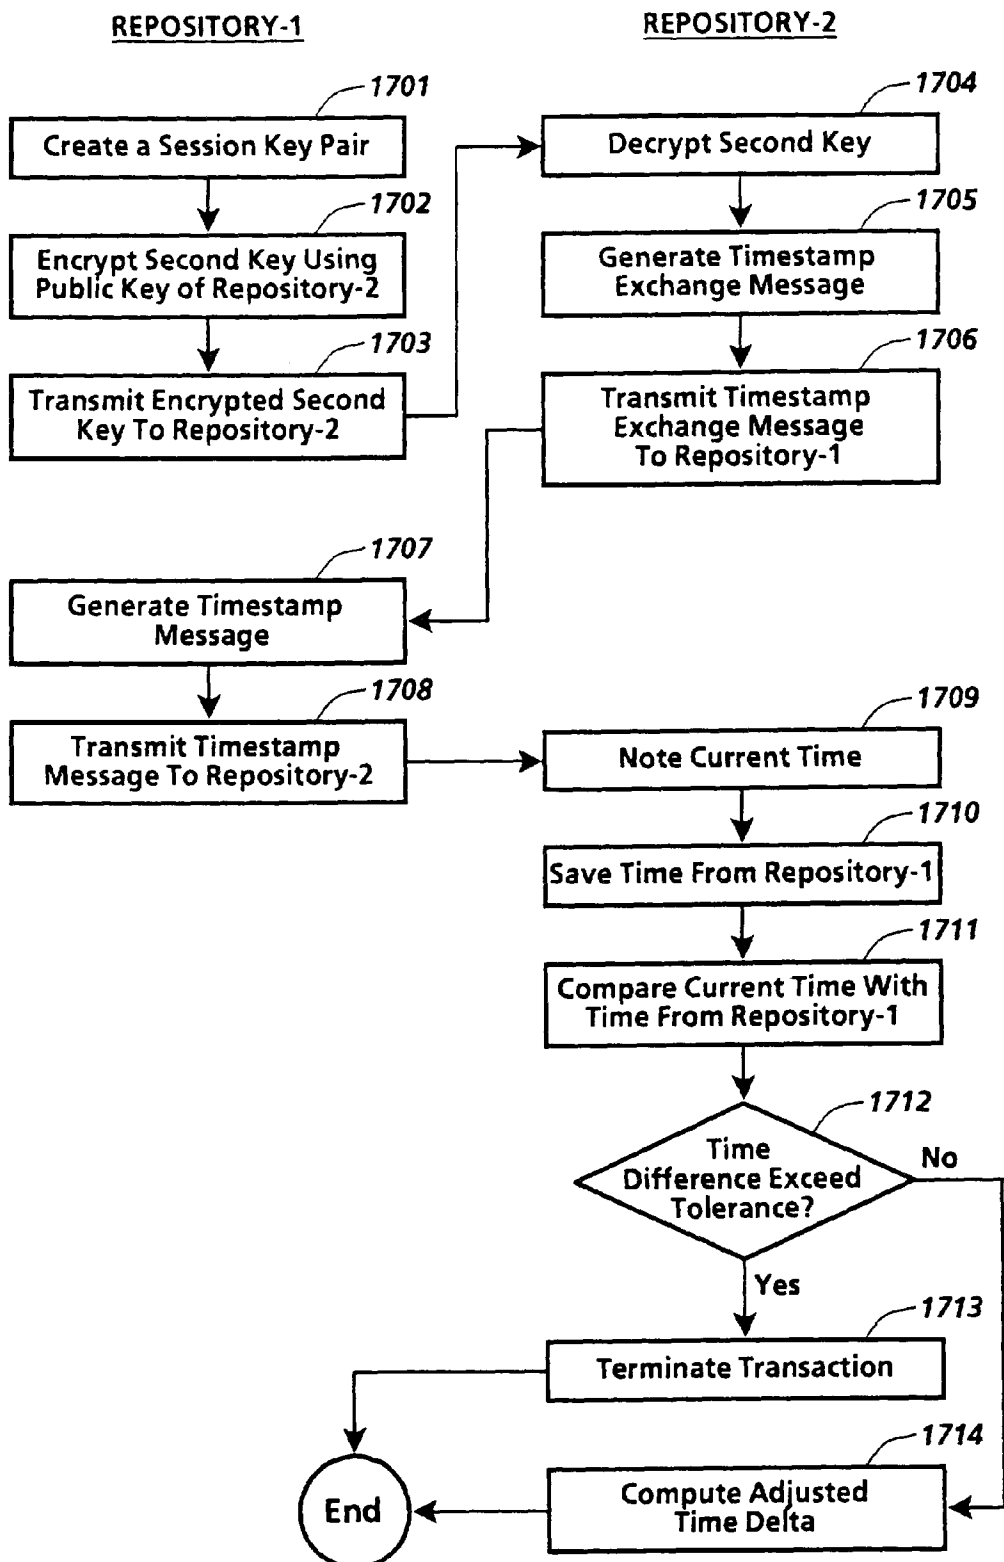 REPOSITORY-1
REPOSITORY-2
1701
Create a Session Key Pair
1702
Encrypt Second Key Using
Public Key of Repository-2
1703
Transmit Encrypted Second
Key To Repository-2
1704
Decrypt Second Key
1705
Generate Timestamp
Exchange Message
1706
Transmit Timestamp
Exchange Message
To Repository-1
1707
Generate Timestamp
Message
1708
Transmit Timestamp
Message To Repository-2
1709
Note Current Time
1710
Save Time From Repository-1
1711
Compare Current Time With
Time From Repository-1
1712
Time
Difference Exceed
Tolerance?
No
Yes
1713
Terminate Transaction
1714
Compute Adjusted
Time Delta
End